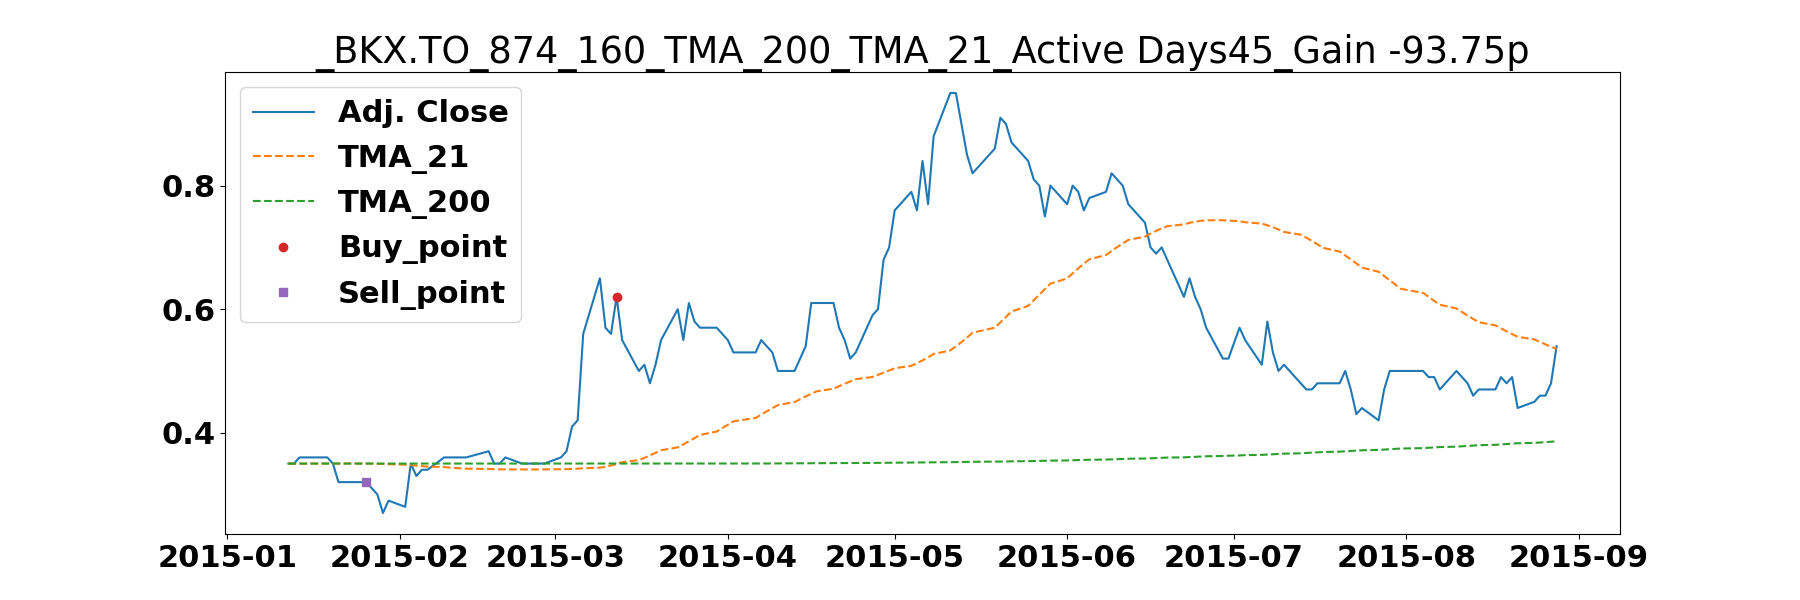 _BKX.TO_874_160_TMA_200_TMA_21_Active Days45_Gain -93.75p
Adj. Close
TMA_21
TMA_200
Buy_point
Sell_point
0.8
0.6
0.4
2015-01 2015-02 2015-03 2015-04 2015-05 2015-06 2015-07 2015-08 2015-09